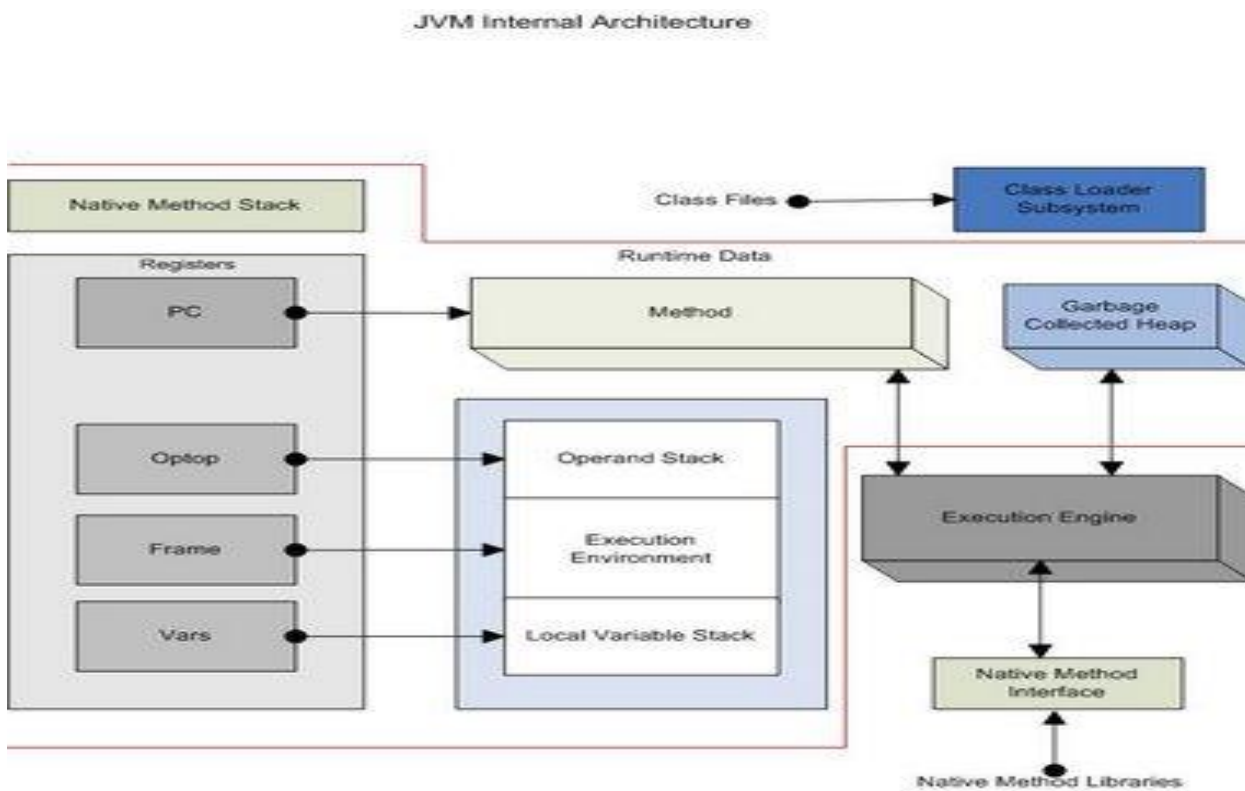 JVM Internal Architecture
Native Method Stack
Class Files
Class Loader
Subsystem
Registers
Runtime Data
PC
Method
Garbage
Collected Heap
Optop
Operand Stack
Execution Engine
Frame
Execution
Environment
Vars
Local Variable Stack
Native Method
Interface
Native Method Libraries